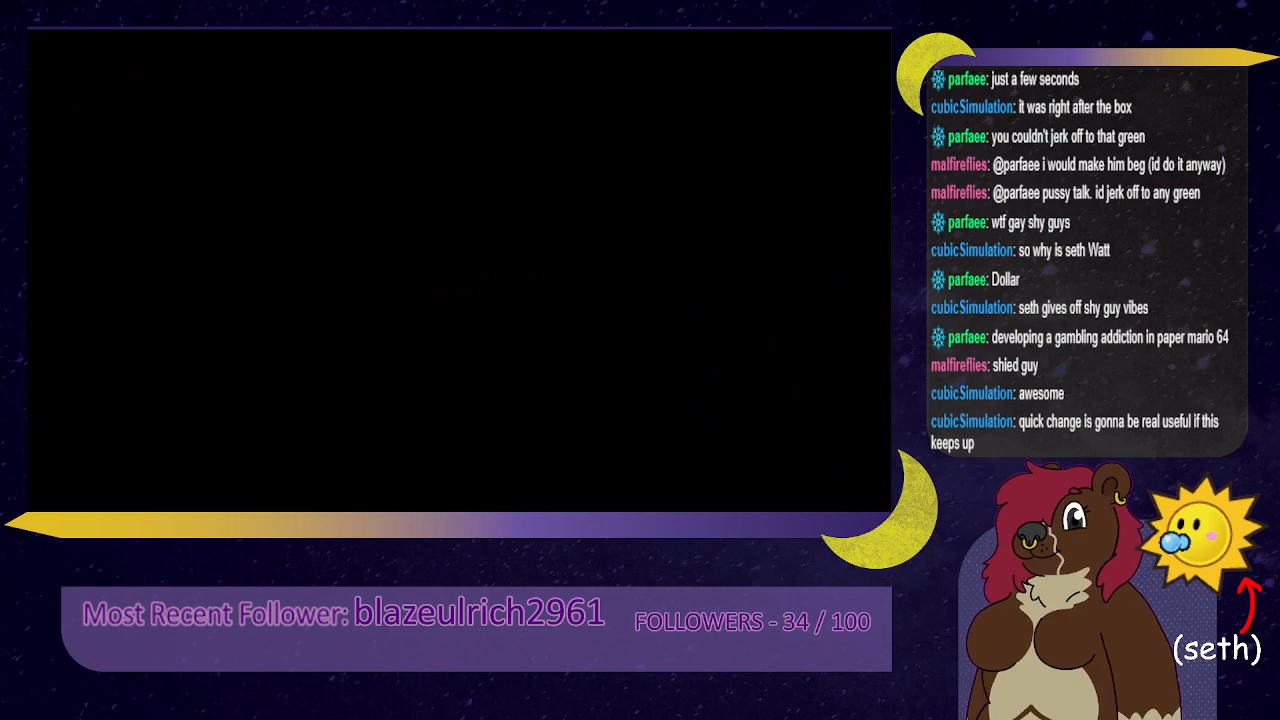 parfaee: just a few seconds
cubicSimulation: it was right after the box
parfaee: you couldn't jerk off to that green
malfireflies: @parfaee i would make him beg (id do it anyway)
malfireflies: @parfaee pussy talk. id jerk off to any green
parfaee: wtf gay shy guys
cubicSimulation: so why is seth Watt
parfaee: Dollar
cubicSimulation: seth gives off shy guy vibes
parfaee: developing a gambling addiction in paper mario 64
malfireflies: shied guy
cubicSimulation: awesome
cubicSimulation: quick change is gonna be real useful if this
keeps up
Most Recent Follower: blazeulrich2961
FOLLOWERS - 34 / 100
(seth)